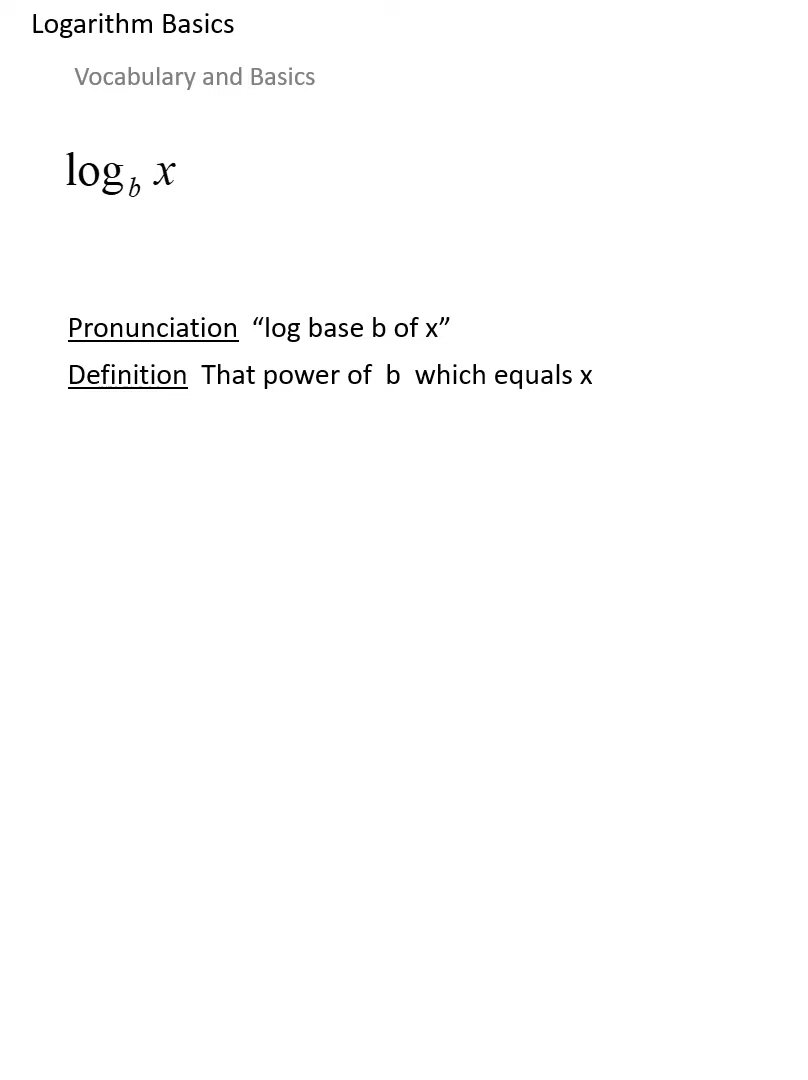 Logarithm Basics
Vocabulary and Basics
log_b x
Pronunciation “log base b of x”
Definition That power of b which equals x